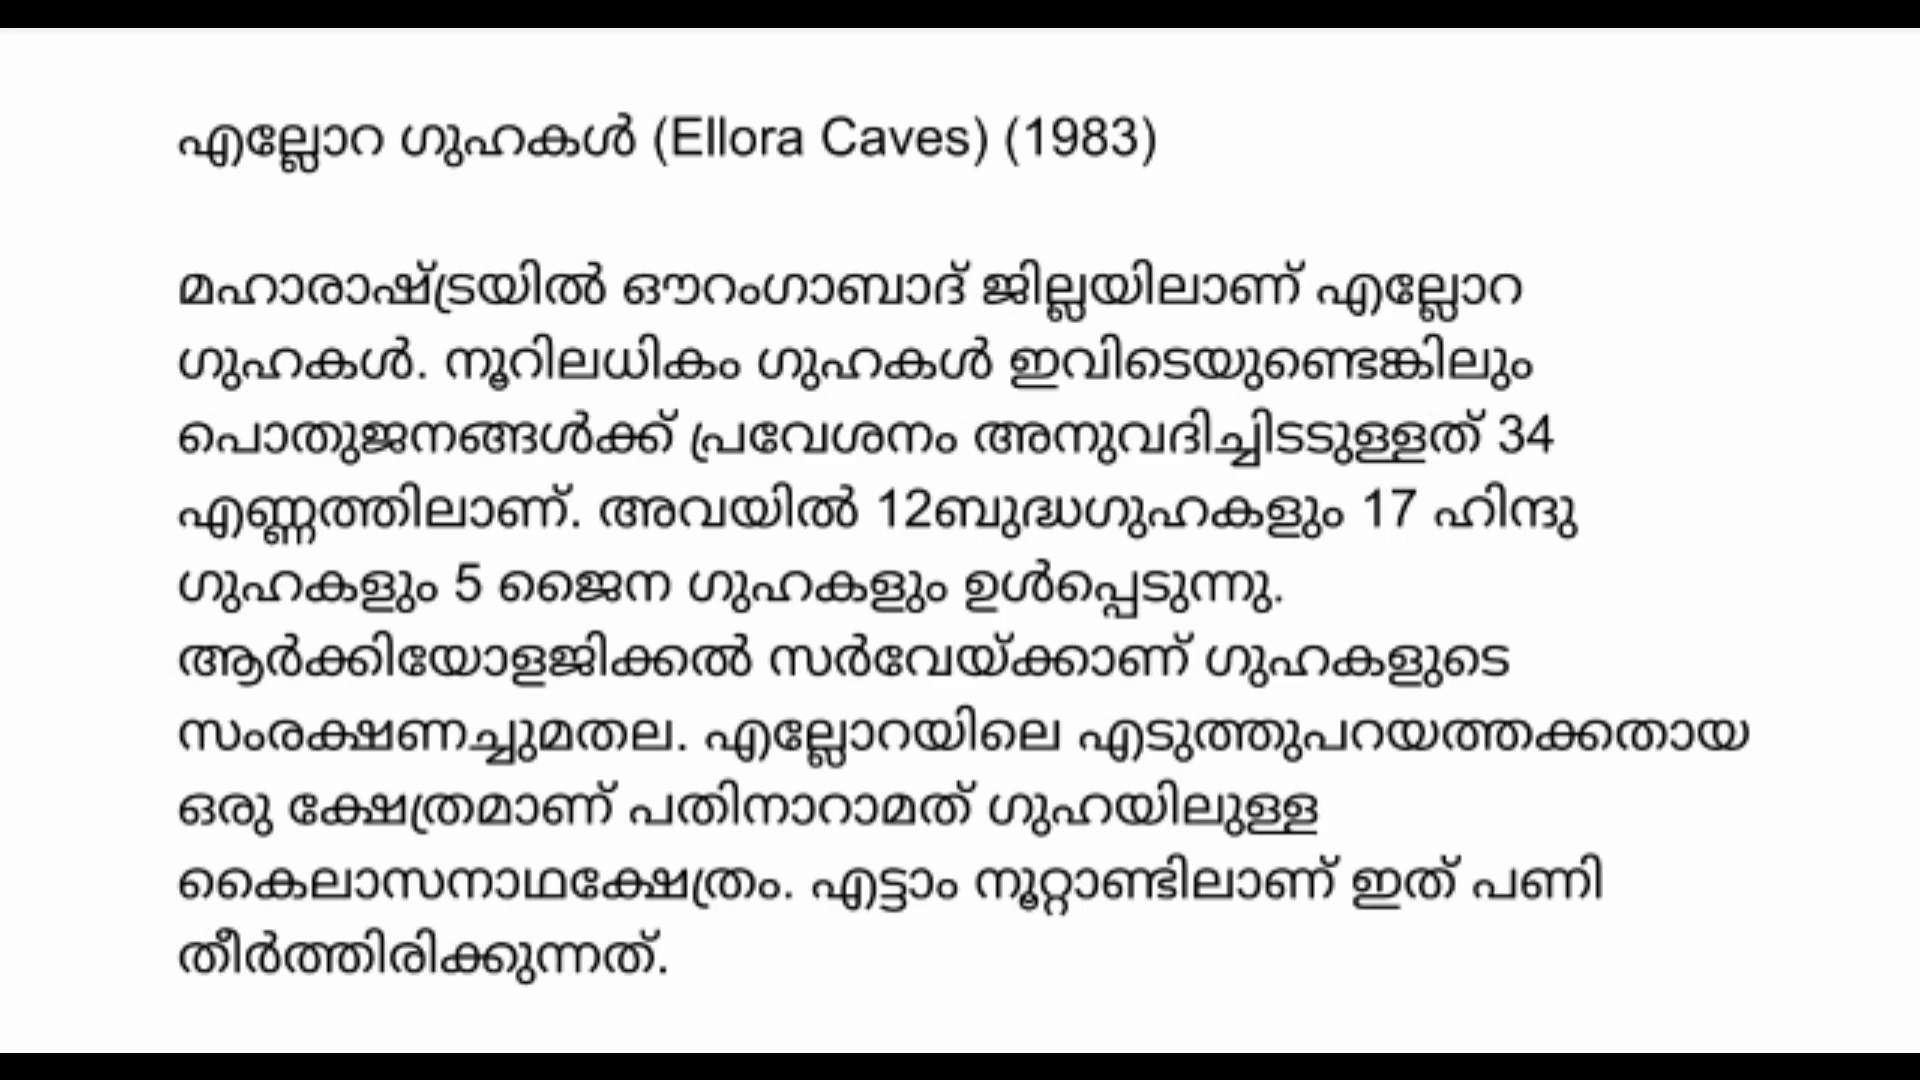 എല്ലോറ ഗുഹകൾ (Ellora Caves) (1983)
മഹാരാഷ്ട്രയിൽ ഔറംഗാബാദ് ജില്ലയിലാണ് എല്ലോറ
ഗുഹകൾ. നൂറിലധികം ഗുഹകൾ ഇവിടെയുണ്ടെങ്കിലും
പൊതുജനങ്ങൾക്ക് പ്രവേശനം അനുവദിച്ചിടടുള്ളത് 34
എണ്ണത്തിലാണ്. അവയിൽ 12ബുദ്ധഗുഹകളും 17 ഹിന്ദു
ഗുഹകളും 5 ജൈന ഗുഹകളും ഉൾപ്പെടുന്നു.
ആർക്കിയോളജിക്കൽ സർവേയ്ക്കാണ് ഗുഹകളുടെ
സംരക്ഷണച്ചുമതല. എല്ലോറയിലെ എടുത്തുപറയത്തക്കതായ
ഒരു ക്ഷേത്രമാണ് പതിനാറാമത് ഗുഹയിലുള്ള
കൈലാസനാഥക്ഷേത്രം. എട്ടാം നൂറ്റാണ്ടിലാണ് ഇത് പണി
തീർത്തിരിക്കുന്നത്.